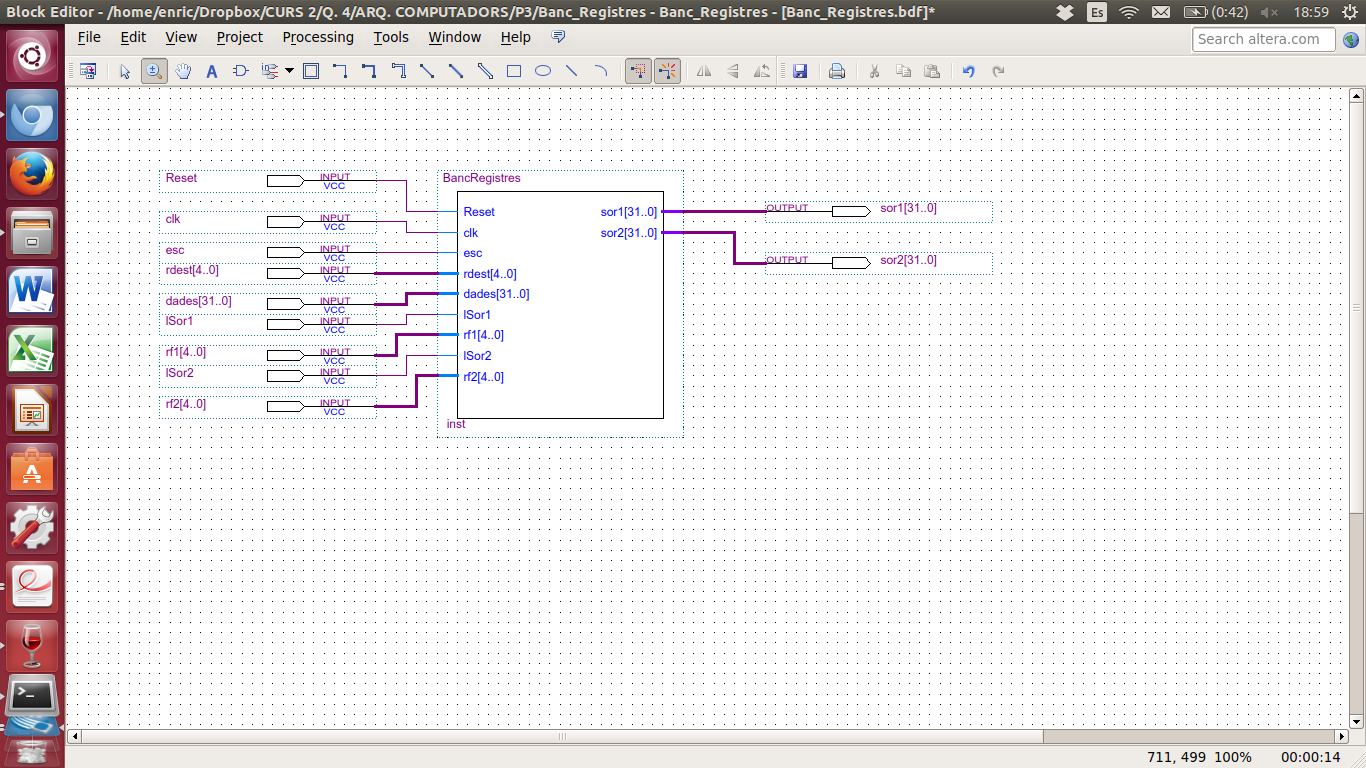 Block Editor - /home/enric/Dropbox/CURS 2/Q. 4/ARQ. COMPUTADORS/P3/Banc_Registres - Banc_Registres - [Banc_Registres.bdf]* Es (0:42) 18:59
File Edit View Project Processing Tools Window Help Search altera.com
BancRegistres
Reset INPUT VCC
clk INPUT VCC
esc INPUT VCC
rdest[4..0] INPUT VCC
dades[31..0] INPUT VCC
lSor1 INPUT VCC
rf1[4..0] INPUT VCC
lSor2 INPUT VCC
rf2[4..0] INPUT VCC
Reset sor1[31..0]
clk sor2[31..0]
esc
rdest[4..0]
dades[31..0]
lSor1
rf1[4..0]
lSor2
rf2[4..0]
inst
OUTPUT sor1[31..0]
OUTPUT sor2[31..0]
711, 499 100% 00:00:14